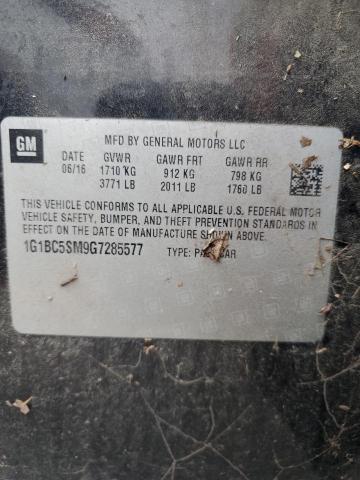 GM
MFD BY GENERAL MOTORS LLC
DATE GVWR GAWR FRT GAWR RR
06/16 1710 KG 912 KG 798 KG
3771 LB 2011 LB 1760 LB
THIS VEHICLE CONFORMS TO ALL APPLICABLE U.S. FEDERAL MOTOR
VEHICLE SAFETY, BUMPER, AND THEFT PREVENTION STANDARDS IN
EFFECT ON THE DATE OF MANUFACTURE SHOWN ABOVE.
1G1BC5SM9G7285577 TYPE: